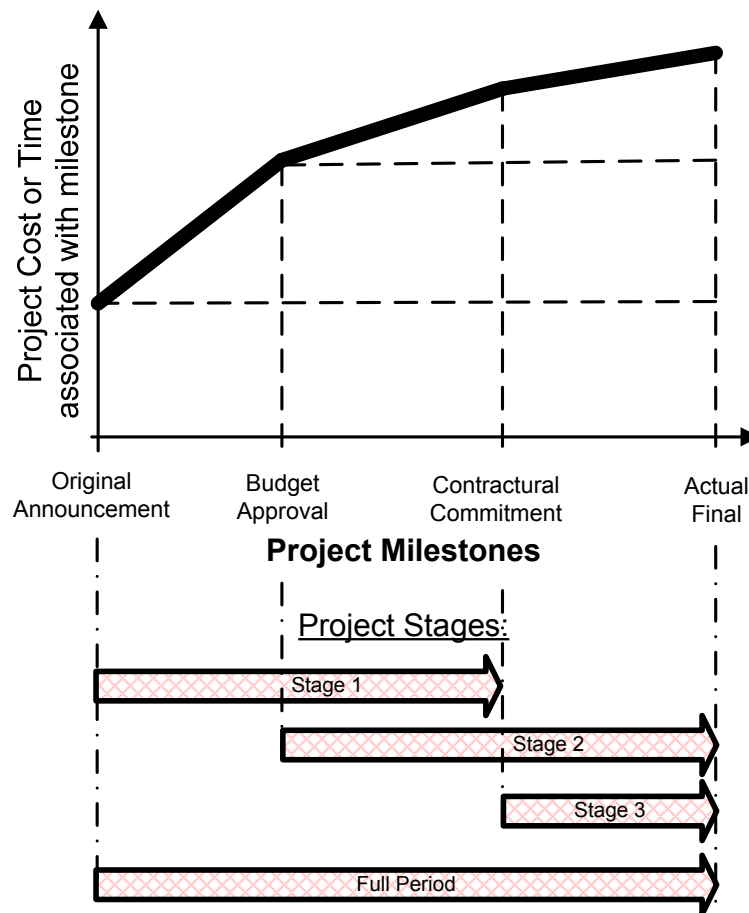 Project Cost or Time
associated with milestone
Original
Announcement
Budget
Approval
Contractural
Commitment
Actual
Final
Project Milestones
Project Stages:
Stage 1
Stage 2
Stage 3
Full Period